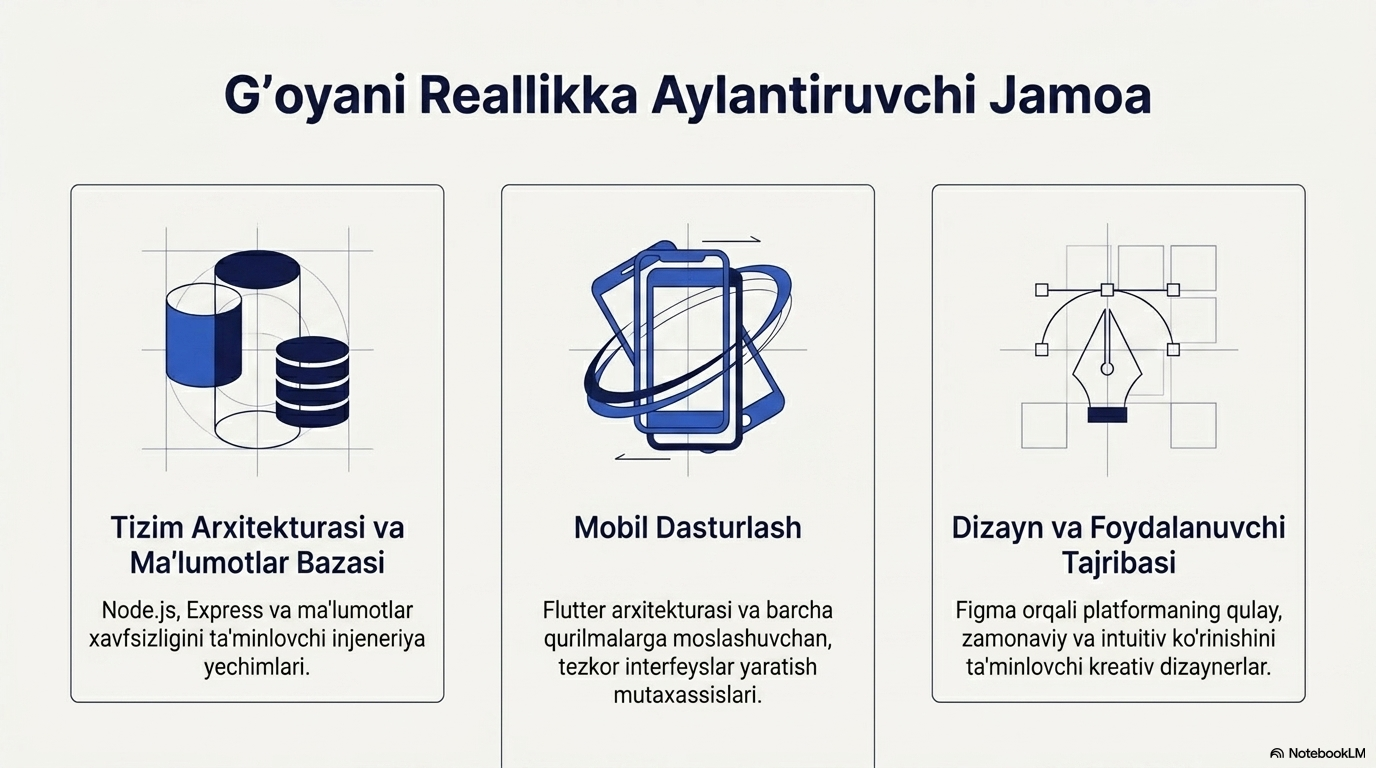 G’oyani Reallikka Aylantiruvchi Jamoa
Tizim Arxitekturasi va
Ma'lumotlar Bazasi
Node.js, Express va ma'lumotlar
xavfsizligini ta'minlovchi injeneriya
yechimlari.
Mobil Dasturlash
Flutter arxitekturasi va barcha
qurilmalarga moslashuvchan,
tezkor interfeyslar yaratish
mutaxassislari.
Dizayn va Foydalanuvchi
Tajribasi
Figma orqali platformaning qulay,
zamonaviy va intuitiv ko'rinishini
ta'minlovchi kreativ dizaynerlar.
NotebookLM